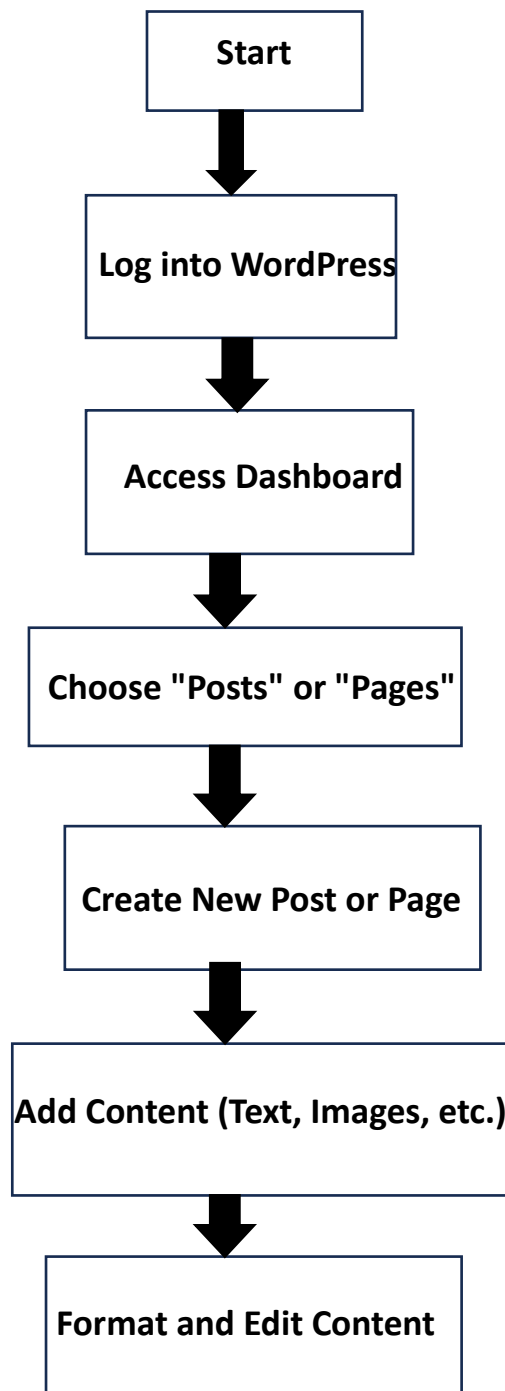 Start
Log into WordPress
Access Dashboard
Choose "Posts" or "Pages"
Create New Post or Page
Add Content (Text, Images, etc.)
Format and Edit Content